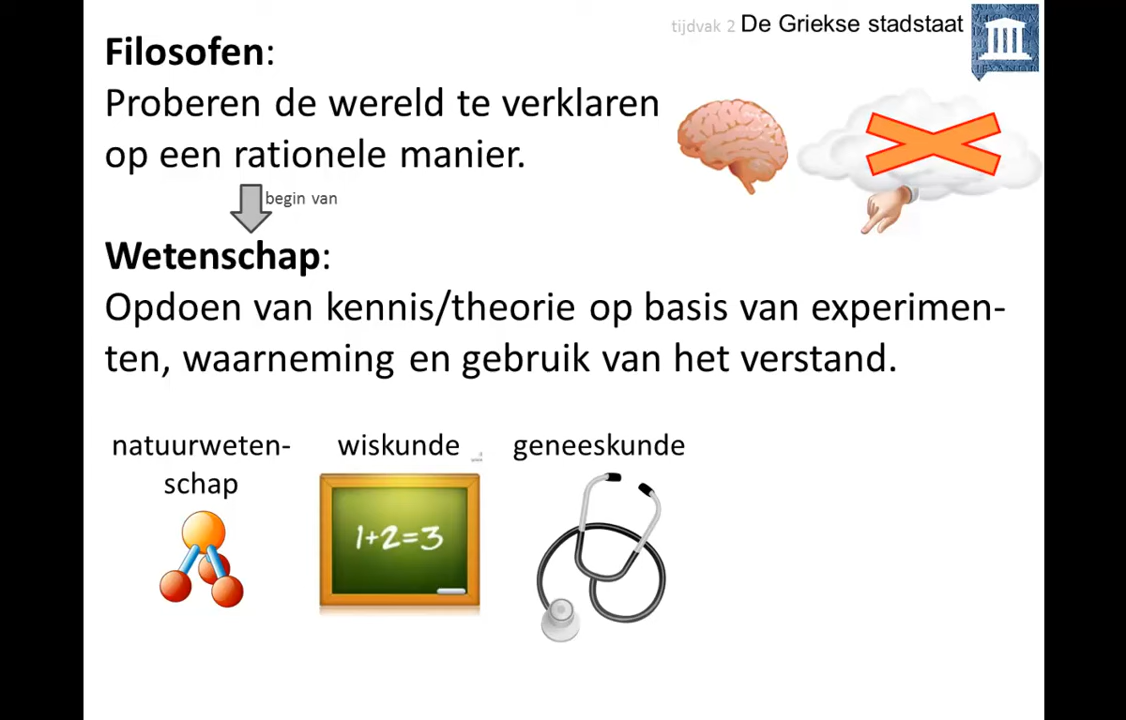 tijdvak 2 De Griekse stadstaat
Filosofen:
Proberen de wereld te verklaren
op een rationele manier.
begin van
Wetenschap:
Opdoen van kennis/theorie op basis van experimen-
ten, waarneming en gebruik van het verstand.
natuurweten-
schap
wiskunde
geneeskunde
1+2=3